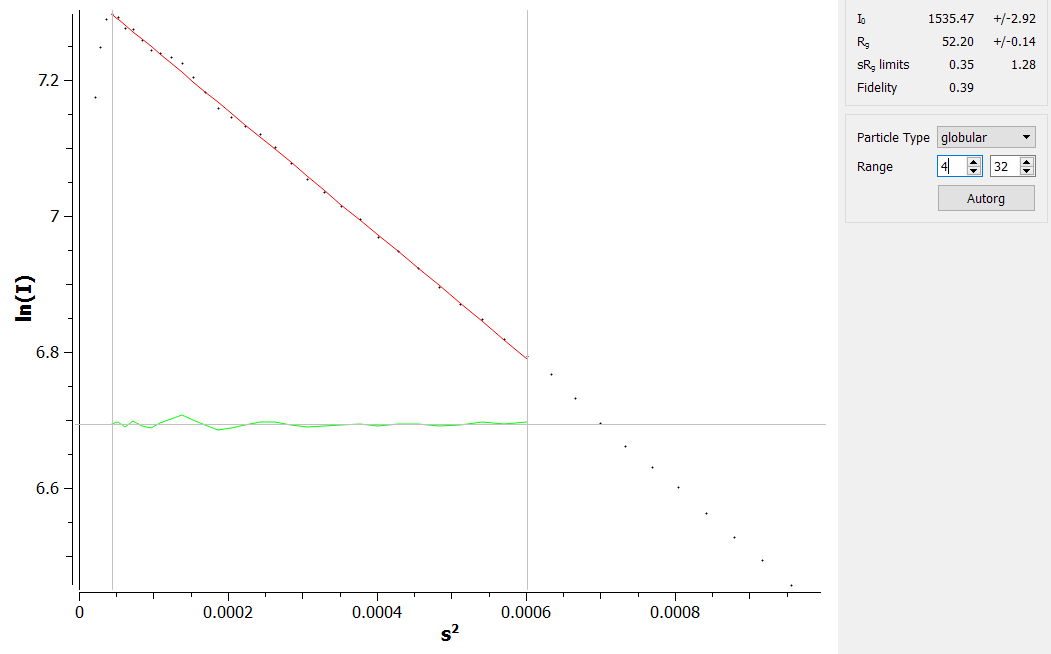 I₀ 1535.47 +/-2.92
R₉ 52.20 +/-0.14
sR₉ limits 0.35 1.28
Fidelity 0.39
Particle Type globular
Range 4 32
Autorg
7.2
7
6.8
6.6
ln(I)
0 0.0002 0.0004 0.0006 0.0008
s²